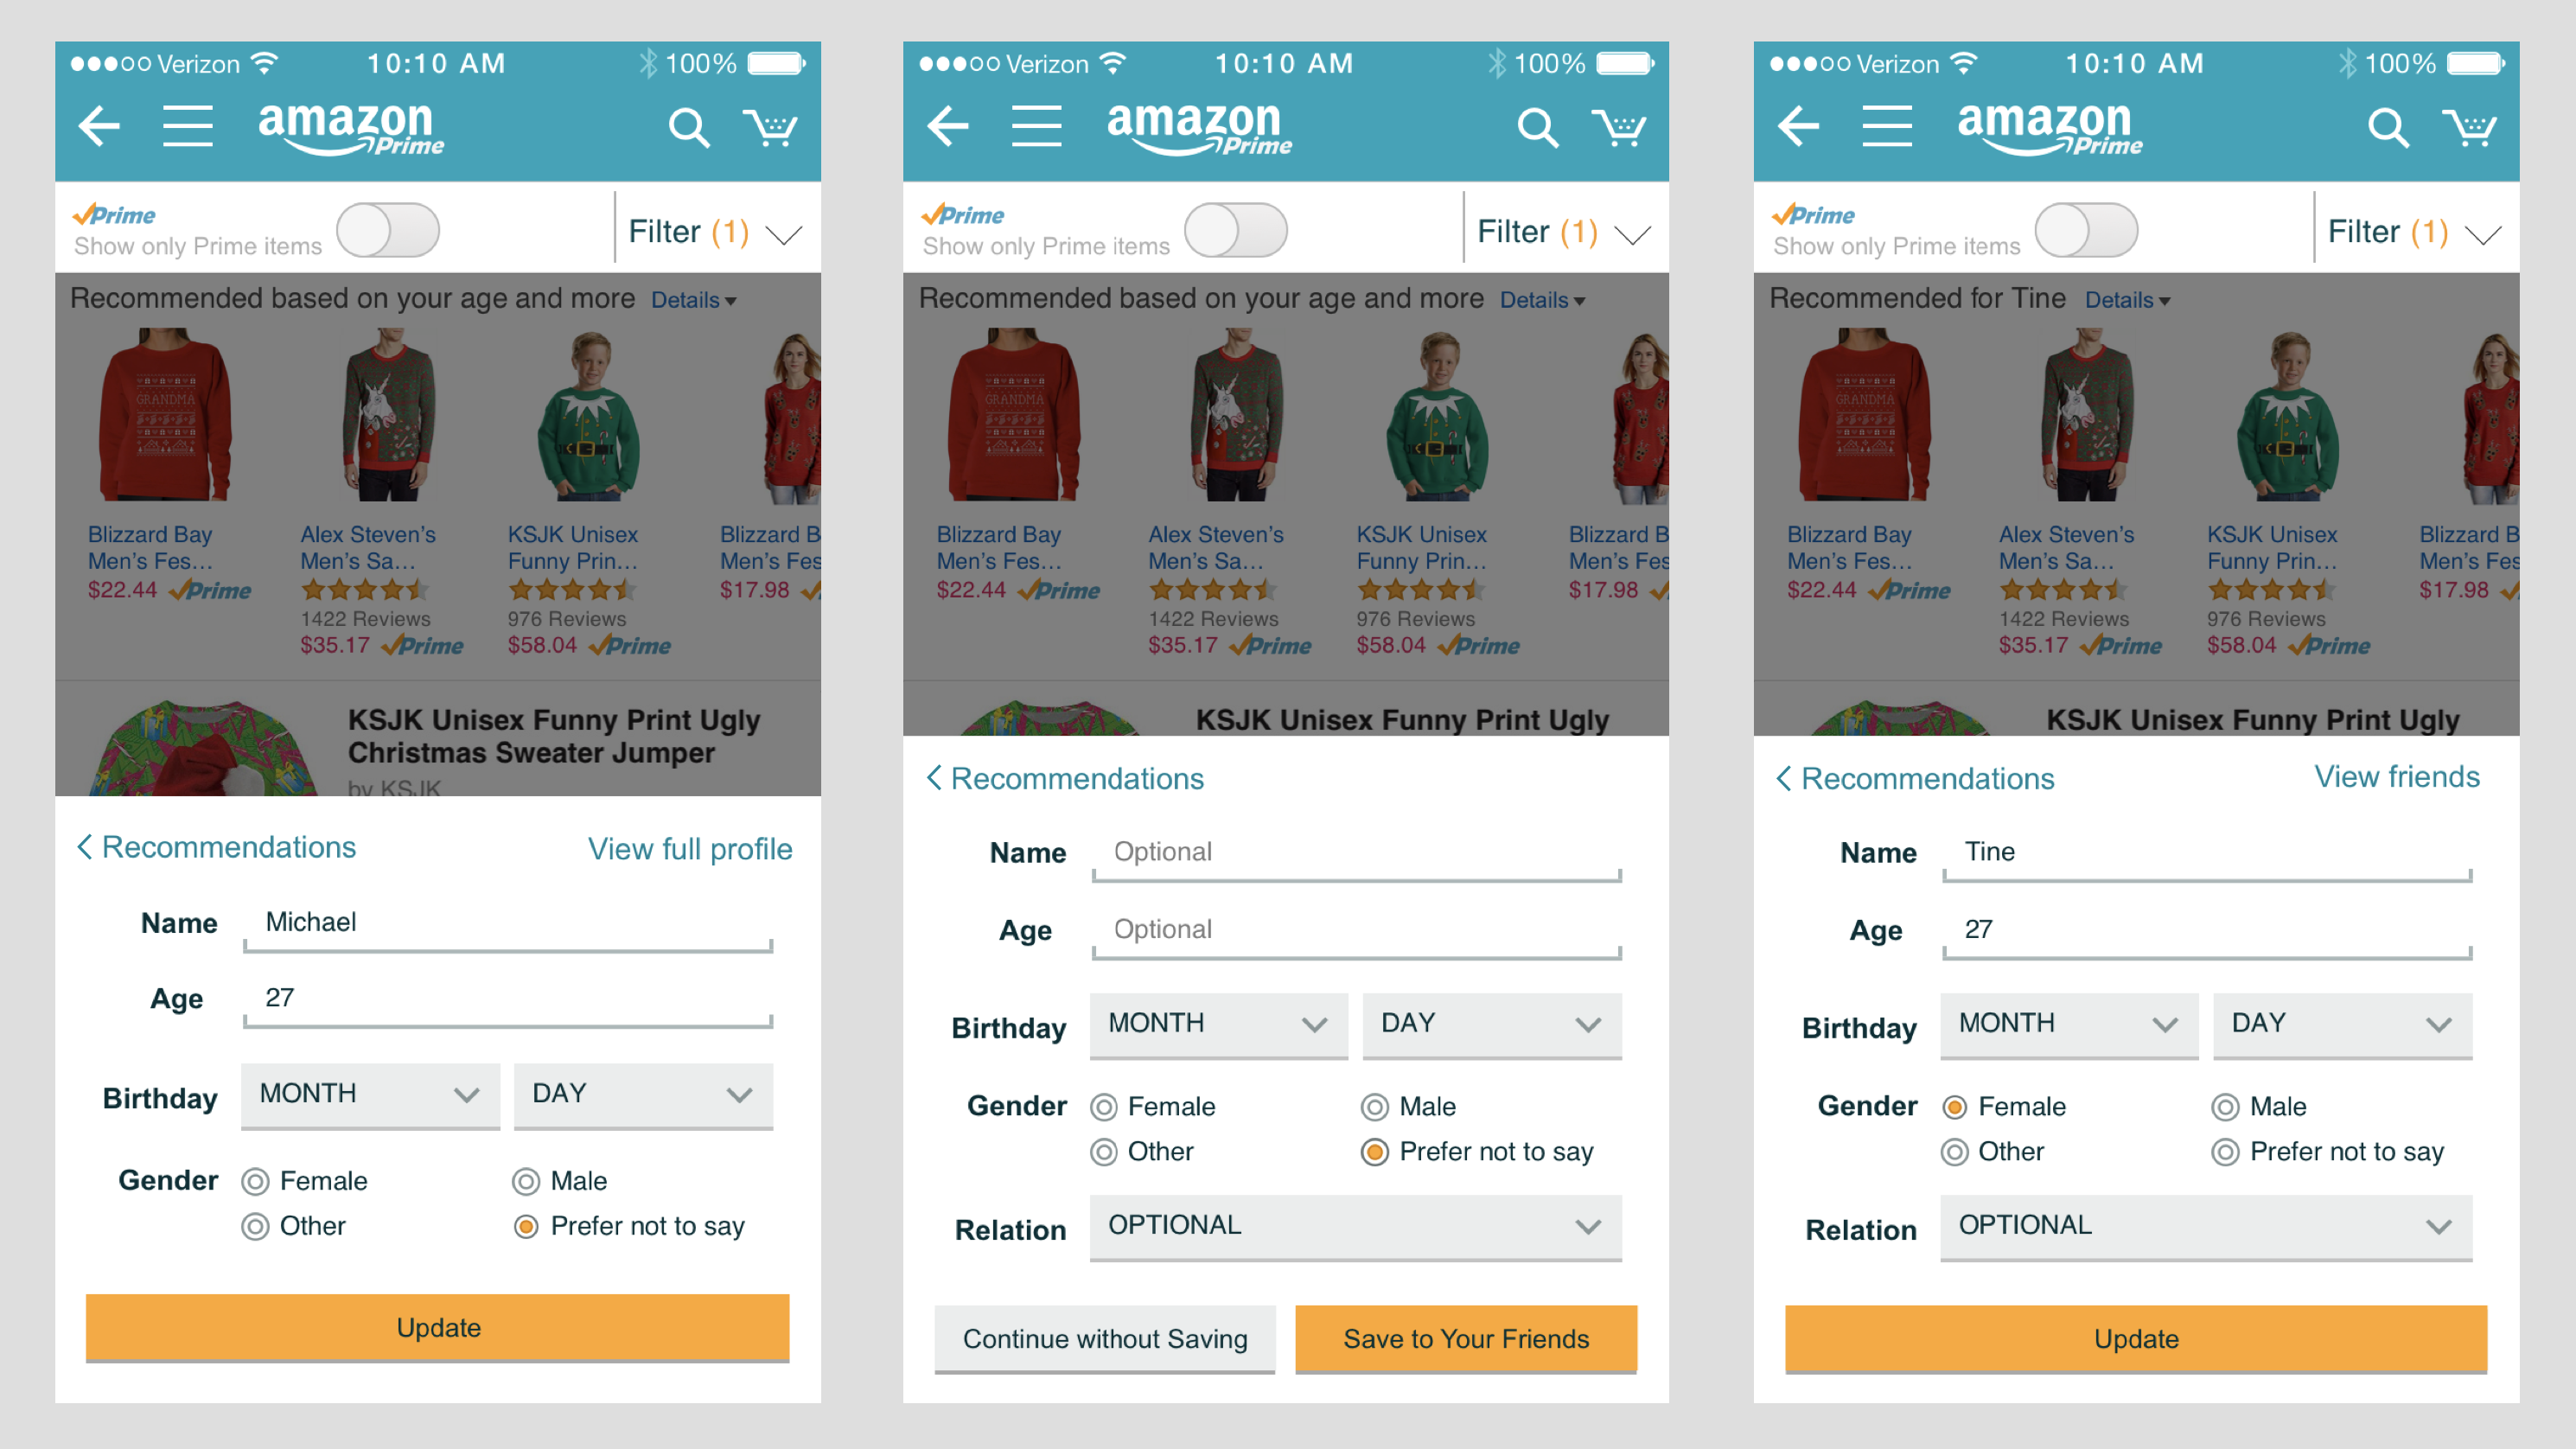 Verizon 10:10 AM 100%
amazon
Prime
Prime
Show only Prime items
Filter (1)
Recommended based on your age and more Details
GRANDMA
Blizzard Bay
Men's Fes...
$22.44 Prime
Alex Steven's
Men's Sa...
1422 Reviews
$35.17 Prime
KSJK Unisex
Funny Prin...
976 Reviews
$58.04 Prime
Blizzard B
Men's Fes
$17.98
KSJK Unisex Funny Print Ugly
Christmas Sweater Jumper
by KSJK
Recommendations
View full profile
Name Michael
Age 27
Birthday MONTH DAY
Gender Female Male
Other Prefer not to say
Update
Verizon 10:10 AM 100%
amazon
Prime
Prime
Show only Prime items
Filter (1)
Recommended based on your age and more Details
GRANDMA
Blizzard Bay
Men's Fes...
$22.44 Prime
Alex Steven's
Men's Sa...
1422 Reviews
$35.17 Prime
KSJK Unisex
Funny Prin...
976 Reviews
$58.04 Prime
Blizzard B
Men's Fes
$17.98
KSJK Unisex Funny Print Ugly
Recommendations
Name Optional
Age Optional
Birthday MONTH DAY
Gender Female Male
Other Prefer not to say
Relation OPTIONAL
Continue without Saving Save to Your Friends
Verizon 10:10 AM 100%
amazon
Prime
Prime
Show only Prime items
Filter (1)
Recommended for Tine Details
GRANDMA
Blizzard Bay
Men's Fes...
$22.44 Prime
Alex Steven's
Men's Sa...
1422 Reviews
$35.17 Prime
KSJK Unisex
Funny Prin...
976 Reviews
$58.04 Prime
Blizzard B
Men's Fes
$17.98
KSJK Unisex Funny Print Ugly
Recommendations
View friends
Name Tine
Age 27
Birthday MONTH DAY
Gender Female Male
Other Prefer not to say
Relation OPTIONAL
Update